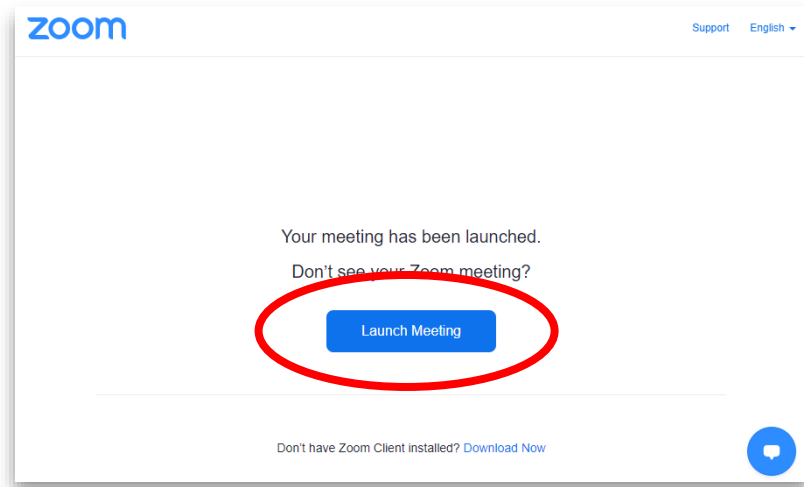 zoom
Support English
Your meeting has been launched.
Don't see your Zoom meeting?
Launch Meeting
Don't have Zoom Client installed? Download Now